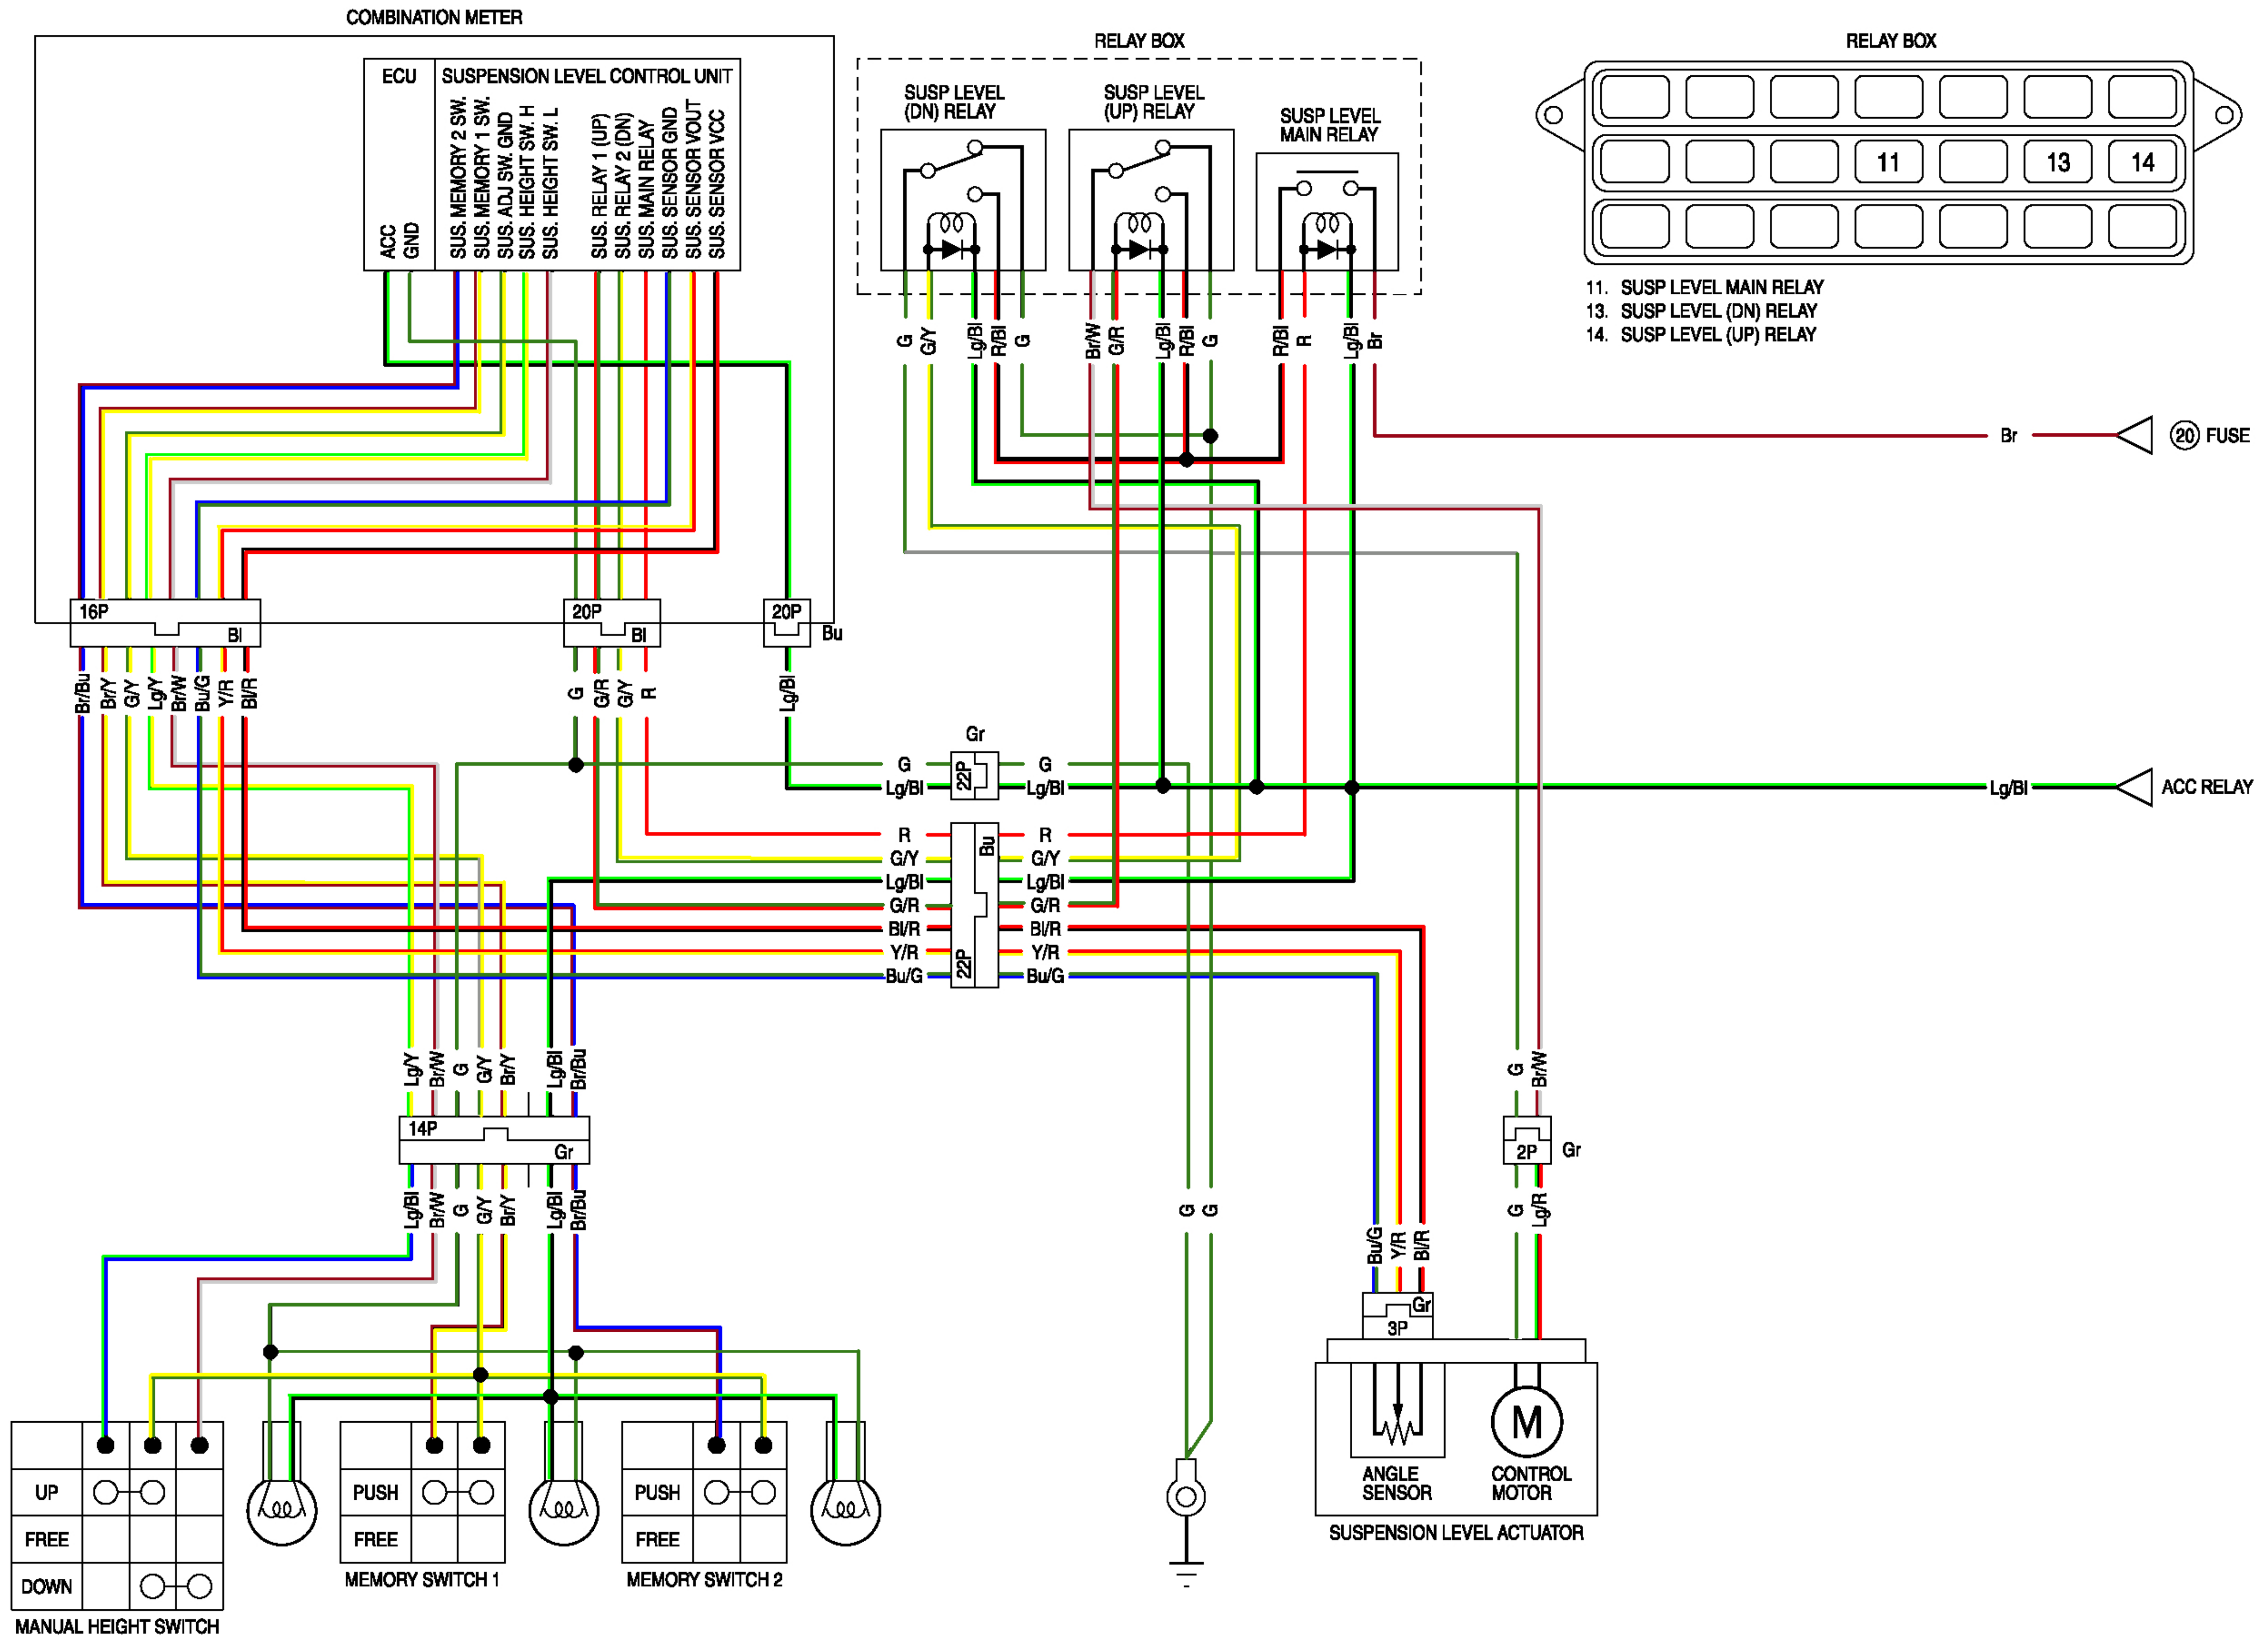 COMBINATION METER
ECU
SUSPENSION LEVEL CONTROL UNIT
ACC
GND
SUS. MEMORY 2 SW.
SUS. MEMORY 1 SW.
SUS. ADJ SW. GND
SUS. HEIGHT SW. H
SUS. HEIGHT SW. L
SUS. RELAY 1 (UP)
SUS. RELAY 2 (DN)
SUS. MAIN RELAY
SUS. SENSOR GND
SUS. SENSOR VOUT
SUS. SENSOR VCC
RELAY BOX
SUSP LEVEL
(DN) RELAY
SUSP LEVEL
(UP) RELAY
SUSP LEVEL
MAIN RELAY
G
G/Y
Lg/Bl
R/Bl
G
Br/W
G/R
Lg/Bl
R/Bl
G
R/Bl
R
Lg/Bl
Br
RELAY BOX
11
13
14
11. SUSP LEVEL MAIN RELAY
13. SUSP LEVEL (DN) RELAY
14. SUSP LEVEL (UP) RELAY
Br
20 FUSE
16P
Bl
20P
Bl
20P
Bu
Br/Bu
Br/Y
G/Y
Lg/Y
Br/W
Bu/G
Y/R
Bl/R
G
G/R
G/Y
R
Lg/Bl
Gr
G
22P
G
Lg/Bl
Lg/Bl
Lg/Bl
ACC RELAY
R
Bu
R
G/Y
G/Y
Lg/Bl
Lg/Bl
G/R
G/R
Bl/R
Bl/R
Y/R
22P
Y/R
Bu/G
Bu/G
Lg/Y
Br/W
G
G/Y
Br/Y
Lg/Bl
Br/Bu
14P
Gr
Lg/Bl
Br/W
G
G/Y
Br/Y
Lg/Bl
Br/Bu
G
G
G
Br/W
2P
Gr
G
Lg/R
Bu/G
Y/R
Bl/R
Gr
3P
M
ANGLE
SENSOR
CONTROL
MOTOR
SUSPENSION LEVEL ACTUATOR
UP
FREE
DOWN
MANUAL HEIGHT SWITCH
PUSH
FREE
MEMORY SWITCH 1
PUSH
FREE
MEMORY SWITCH 2